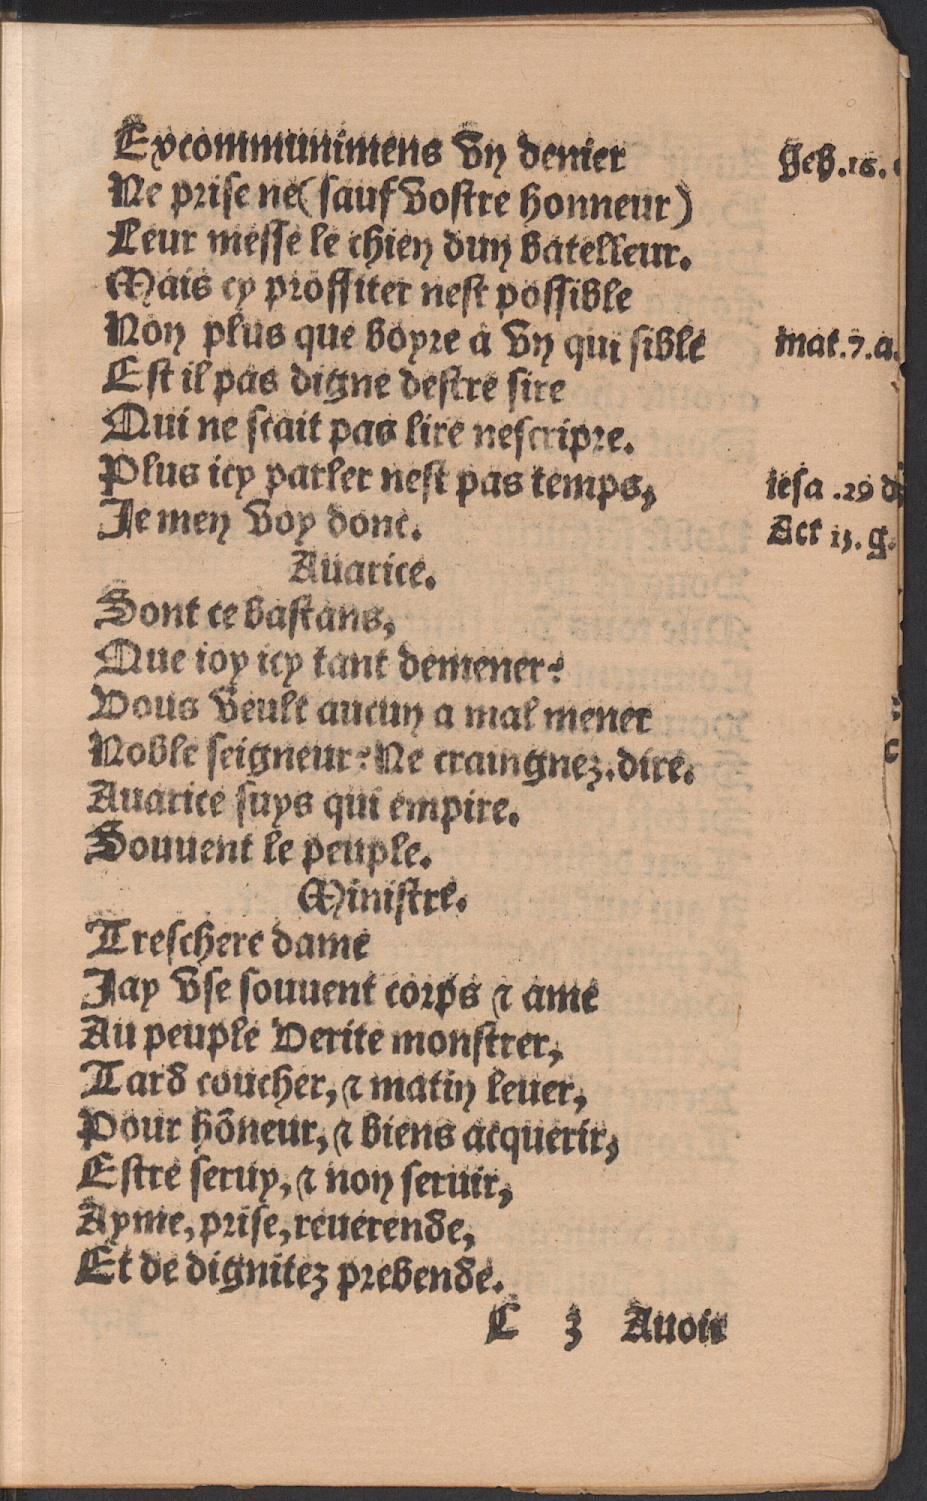 Excommunimens vn denier
Heb.16.
Ne prise ne( sauf vostre honneur)
Leur messe le chien dun batelleur.
Mais cy proffiter nest possible
Non plus que boyre a vn qui sible
mat.7.a.
Est il pas digne destre sire
Qui ne scait pas lire nescripre.
Plus icy parler nest pas temps,
iesa .29 d
Je men voy donc.
Act 13. g.
Auarice.
Sont ce bastans,
Que ioy icy tant demener?
Vous veult aucun a mal mener
Noble seigneur? Ne craingnez.dire.
Auarice suys qui empire.
Souuent le peuple.
Ministre.
Treschere dame
Jay vse souuent corps ⁊ ame
Au peuple verite monstrer,
Tard coucher, ⁊ matin leuer,
Pour hõneur, ⁊ biens acquerir,
Estre seruy, ⁊ non seruir,
Ayme, prise, reuerende,
Et de dignitez prebende.
C 3 Auoir